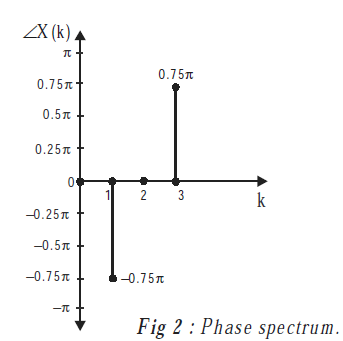 ∠X(k)
π
0.75π
0.75π
0.5π
0.25π
0
1 2 3
k
–0.25π
–0.5π
–0.75π –0.75π
–π
Fig 2 : Phase spectrum.